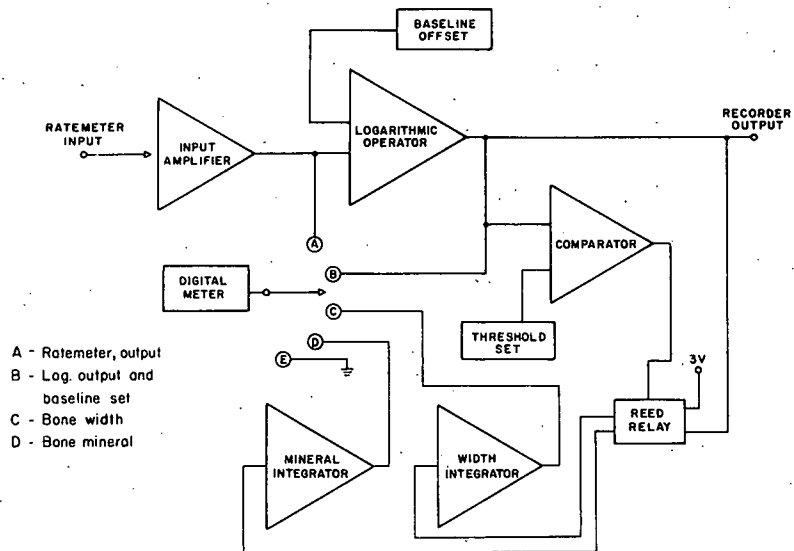 BASELINE
OFFSET
RATEMETER
INPUT
INPUT
AMPLIFIER
LOGARITHMIC
OPERATOR
RECORDER
OUTPUT
A
B
C
D
E
DIGITAL
METER
COMPARATOR
THRESHOLD
SET
3V
REED
RELAY
MINERAL
INTEGRATOR
WIDTH
INTEGRATOR
A - Ratemeter, output
B - Log. output and
baseline set
C - Bone width
D - Bone mineral